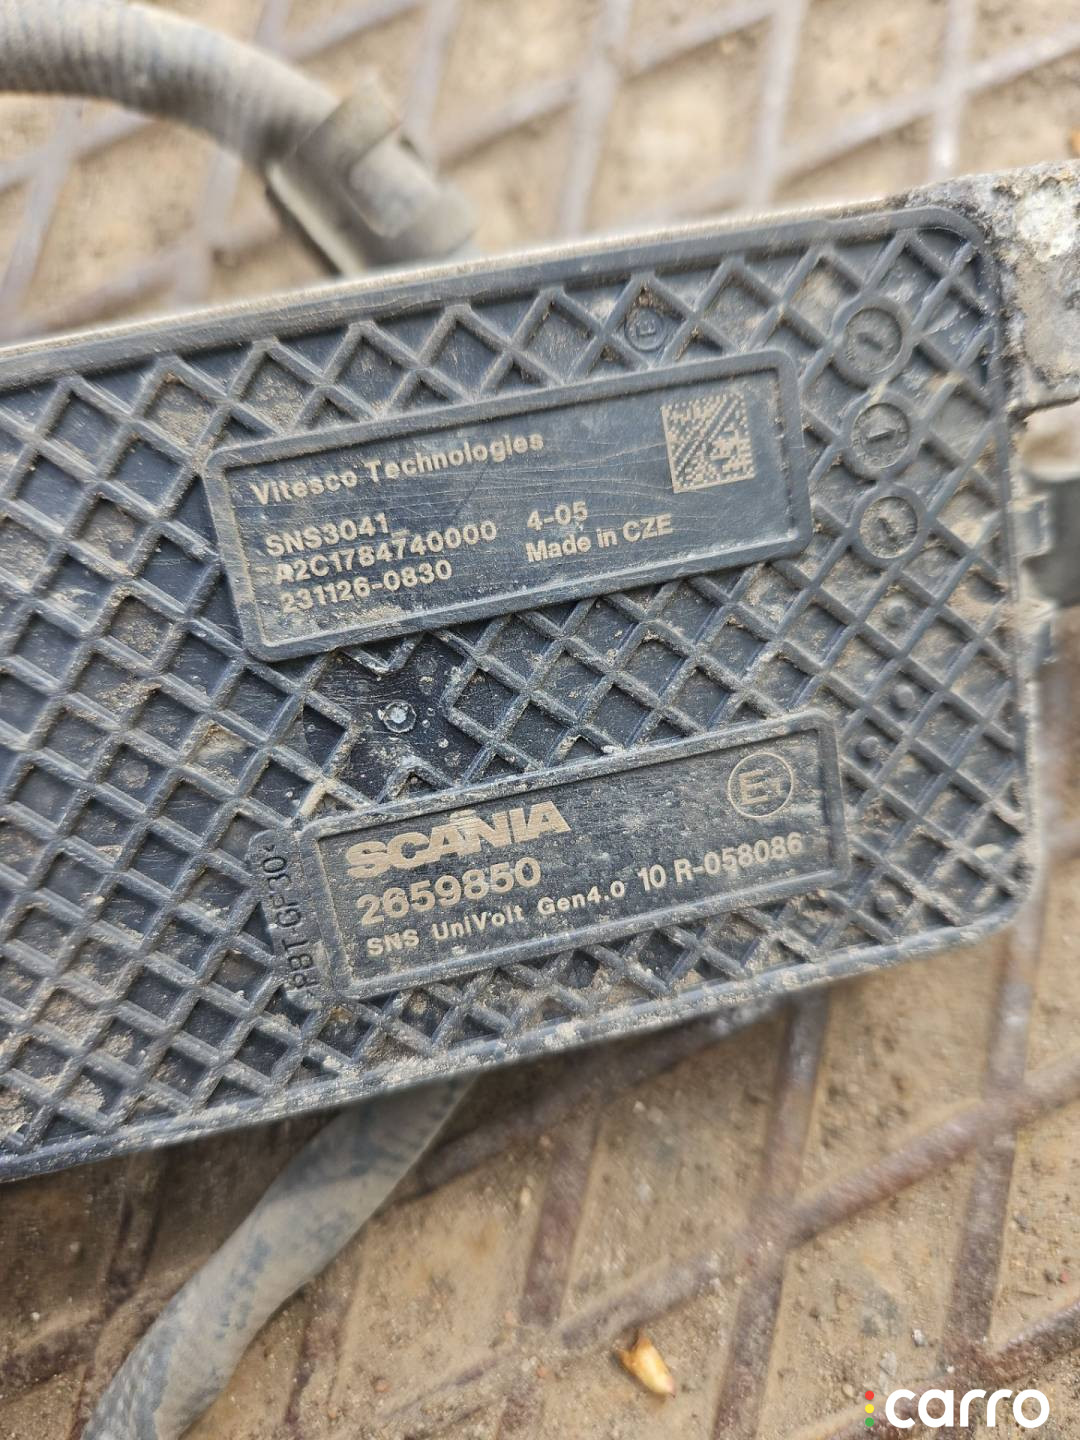 E
Vitesco Technologies
SNS3041_
A2C1784740000 4-05
231126-0830 Made in CZE
SCANIA
E1
2659850
SNS UniVolt Gen4.0 10 R-058086
>PBT-GF30<
carro